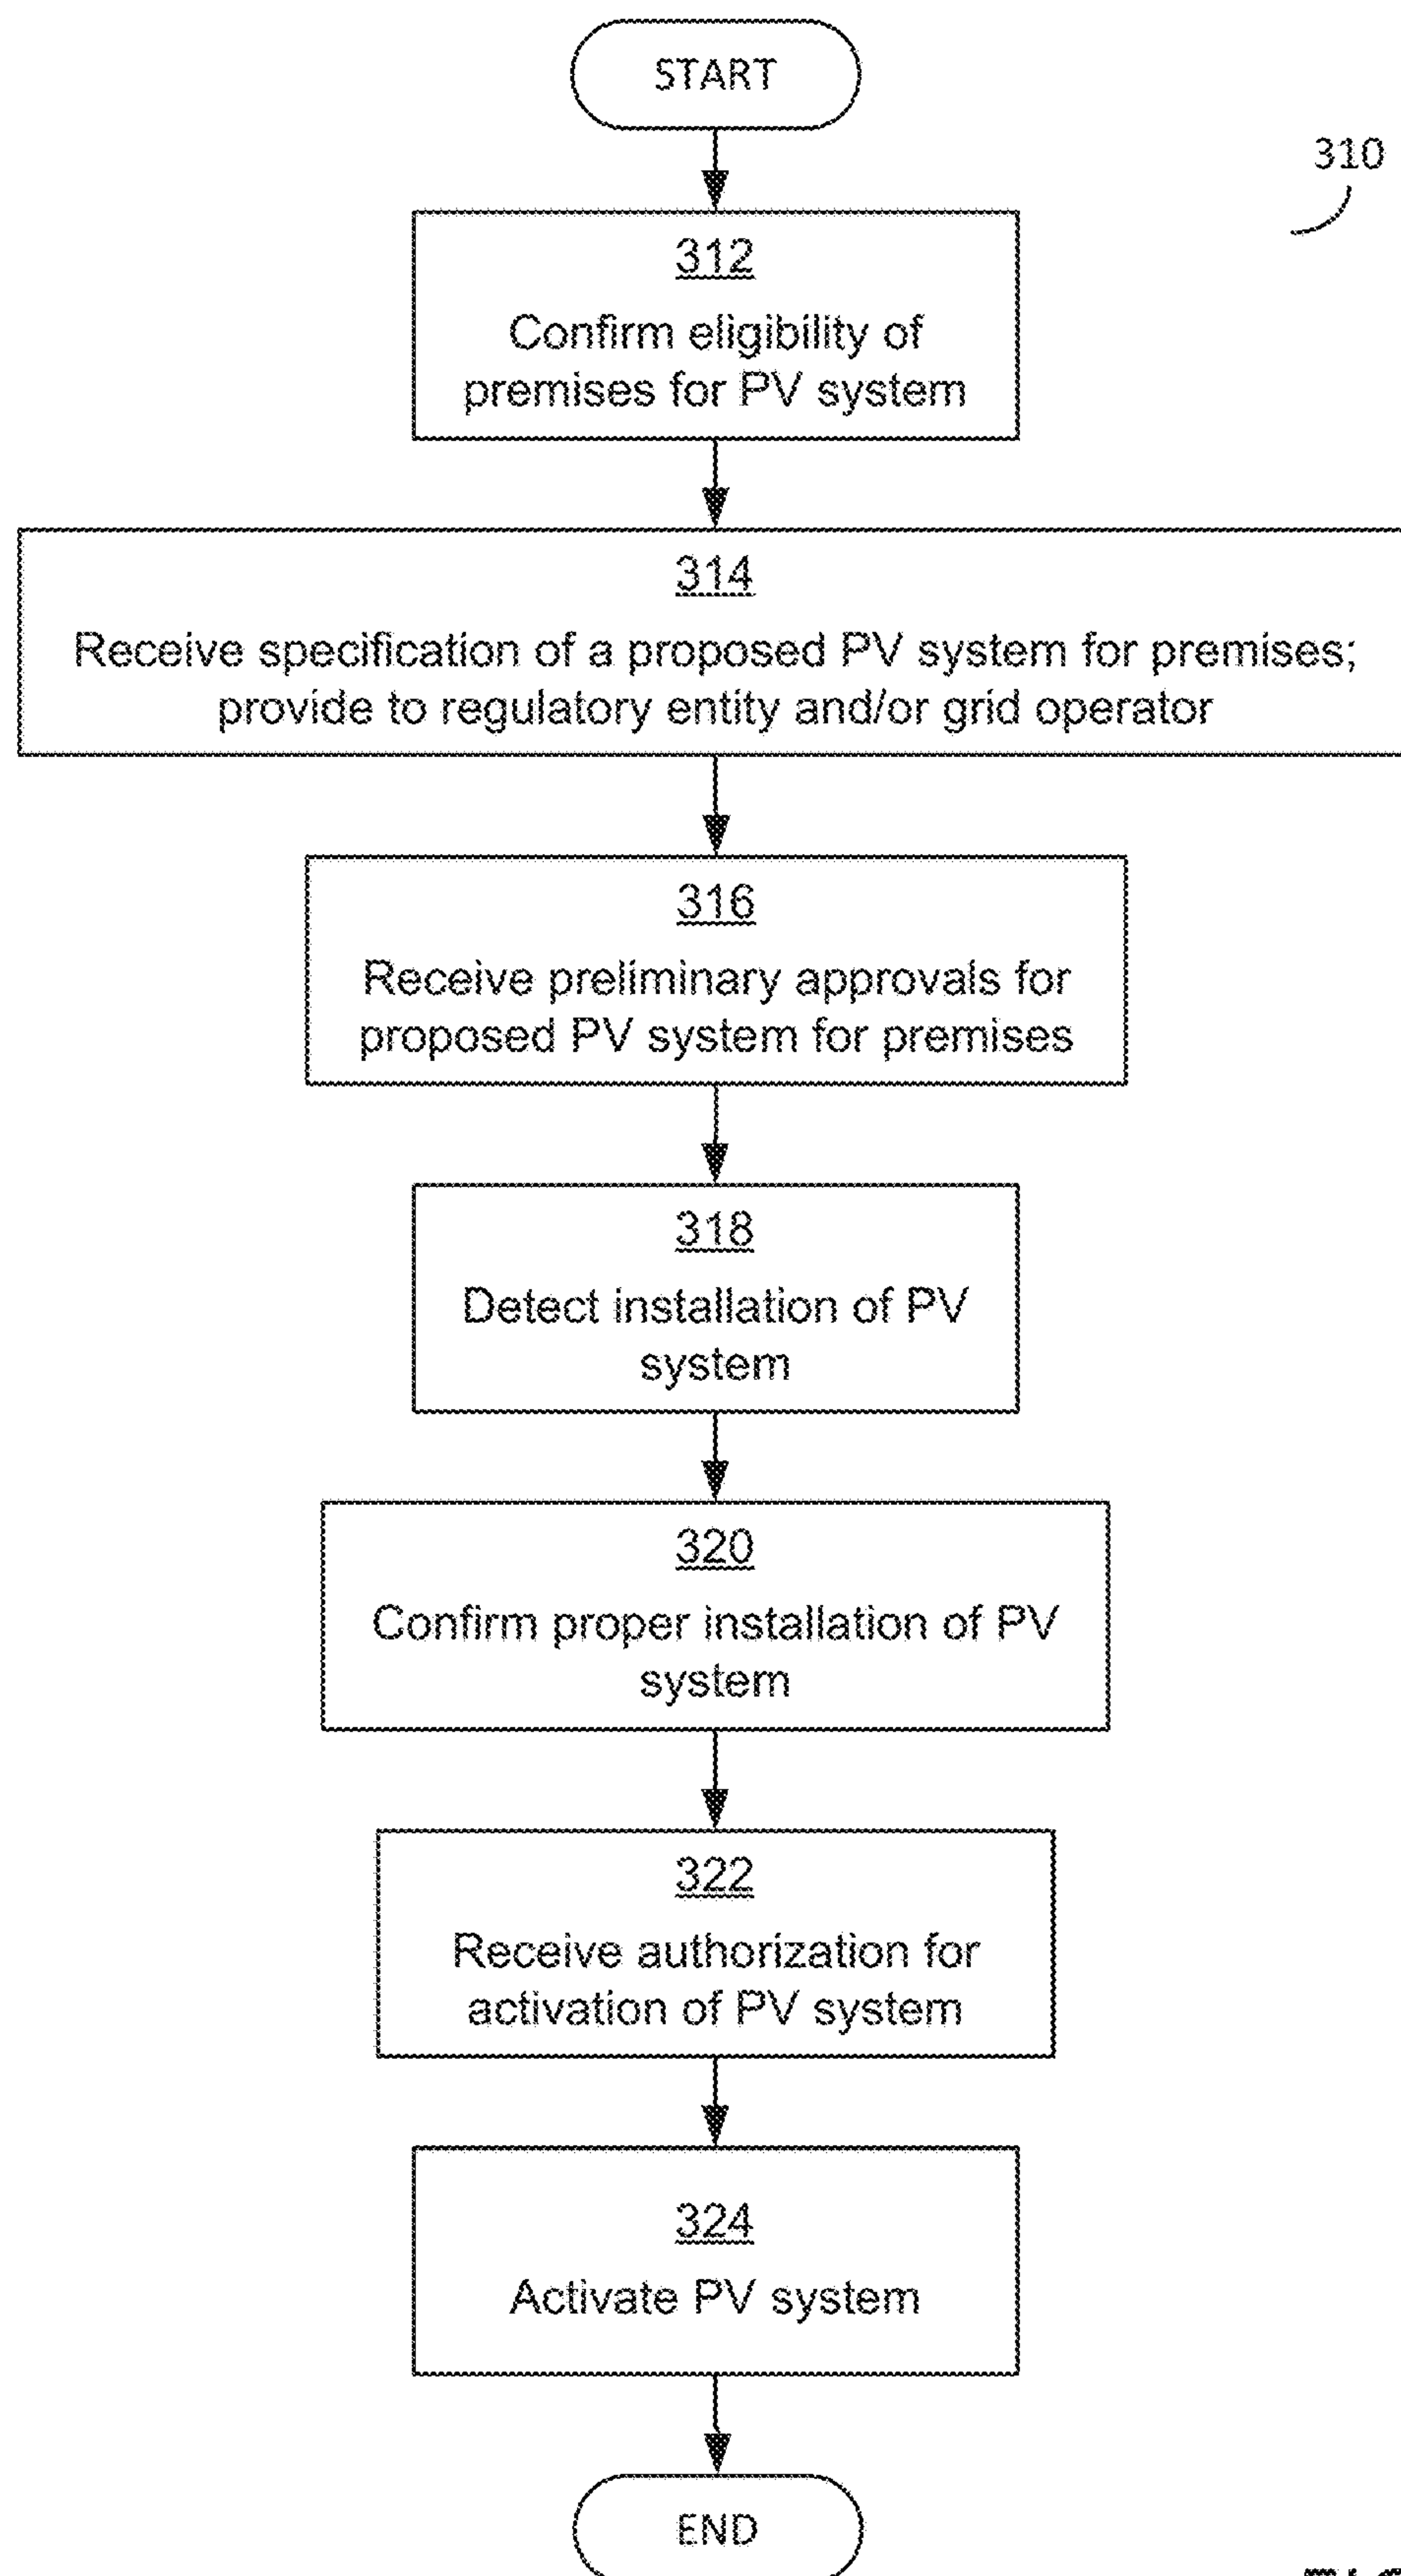 START
310
312
Confirm eligibility of
premises for PV system
314
Receive specification of a proposed PV system for premises;
provide to regulatory entity and/or grid operator
316
Receive preliminary approvals for
proposed PV system for premises
318
Detect installation of PV
system
320
Confirm proper installation of PV
system
322
Receive authorization for
activation of PV system
324
Activate PV system
END